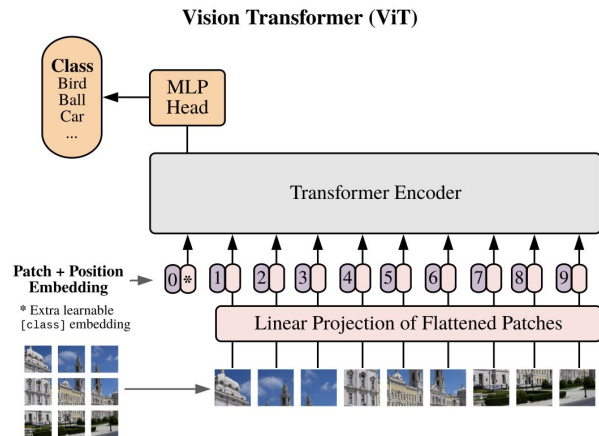 Vision Transformer (ViT)
Class
Bird
Ball
Car
...
MLP
Head
Transformer Encoder
Patch + Position
Embedding
0 * 1 2 3 4 5 6 7 8 9
* Extra learnable
[class] embedding
Linear Projection of Flattened Patches